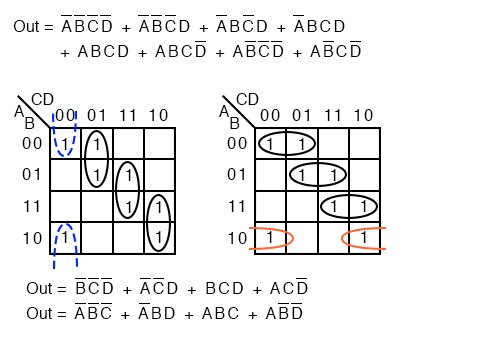 Out = A̅B̅C̅D̅ + A̅B̅C̅D + A̅BC̅D + A̅BCD
+ ABCD + ABCD̅ + AB̅C̅D̅ + AB̅CD̅
CD CD
A 00 01 11 10 A 00 01 11 10
B B
00 1 1 00 1 1
01 1 1 01 1 1
11 1 1 11 1 1
10 1 1 10 1 1
Out = B̅C̅D̅ + A̅C̅D + BCD + ACD̅
Out = A̅B̅C̅ + A̅BD + ABC + AB̅D̅